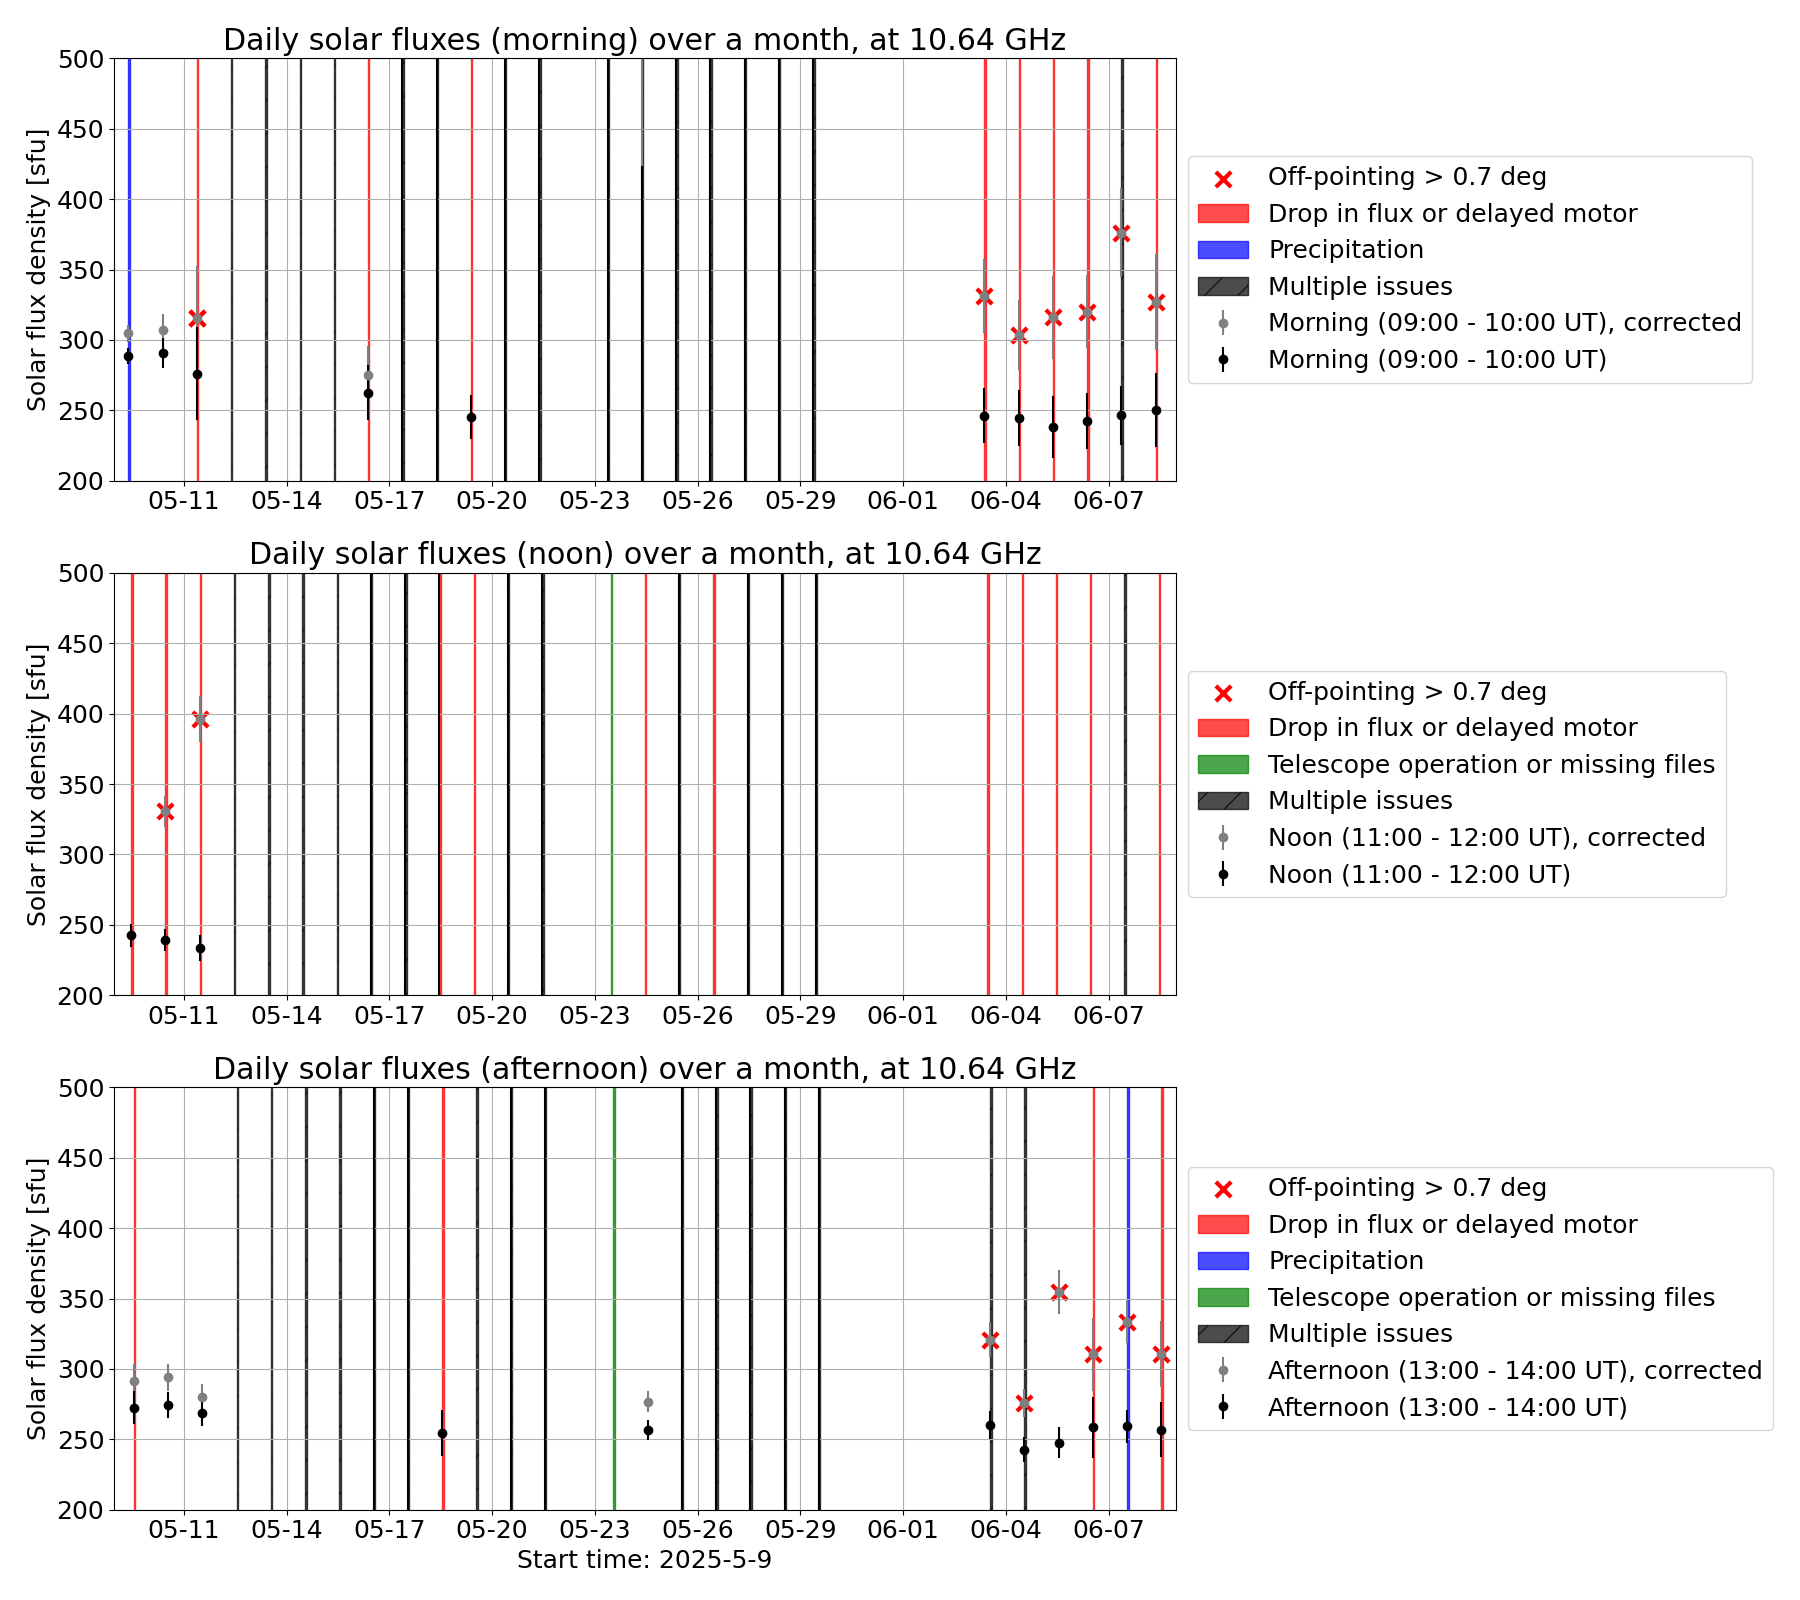 Daily solar fluxes (morning) over a month, at 10.64 GHz
500
450
400
350
300
250
200
Solar flux density [sfu]
05-11 05-14 05-17 05-20 05-23 05-26 05-29 06-01 06-04 06-07
Off-pointing > 0.7 deg
Drop in flux or delayed motor
Precipitation
Multiple issues
Morning (09:00 - 10:00 UT), corrected
Morning (09:00 - 10:00 UT)
Daily solar fluxes (noon) over a month, at 10.64 GHz
500
450
400
350
300
250
200
Solar flux density [sfu]
05-11 05-14 05-17 05-20 05-23 05-26 05-29 06-01 06-04 06-07
Off-pointing > 0.7 deg
Drop in flux or delayed motor
Telescope operation or missing files
Multiple issues
Noon (11:00 - 12:00 UT), corrected
Noon (11:00 - 12:00 UT)
Daily solar fluxes (afternoon) over a month, at 10.64 GHz
500
450
400
350
300
250
200
Solar flux density [sfu]
05-11 05-14 05-17 05-20 05-23 05-26 05-29 06-01 06-04 06-07
Start time: 2025-5-9
Off-pointing > 0.7 deg
Drop in flux or delayed motor
Precipitation
Telescope operation or missing files
Multiple issues
Afternoon (13:00 - 14:00 UT), corrected
Afternoon (13:00 - 14:00 UT)